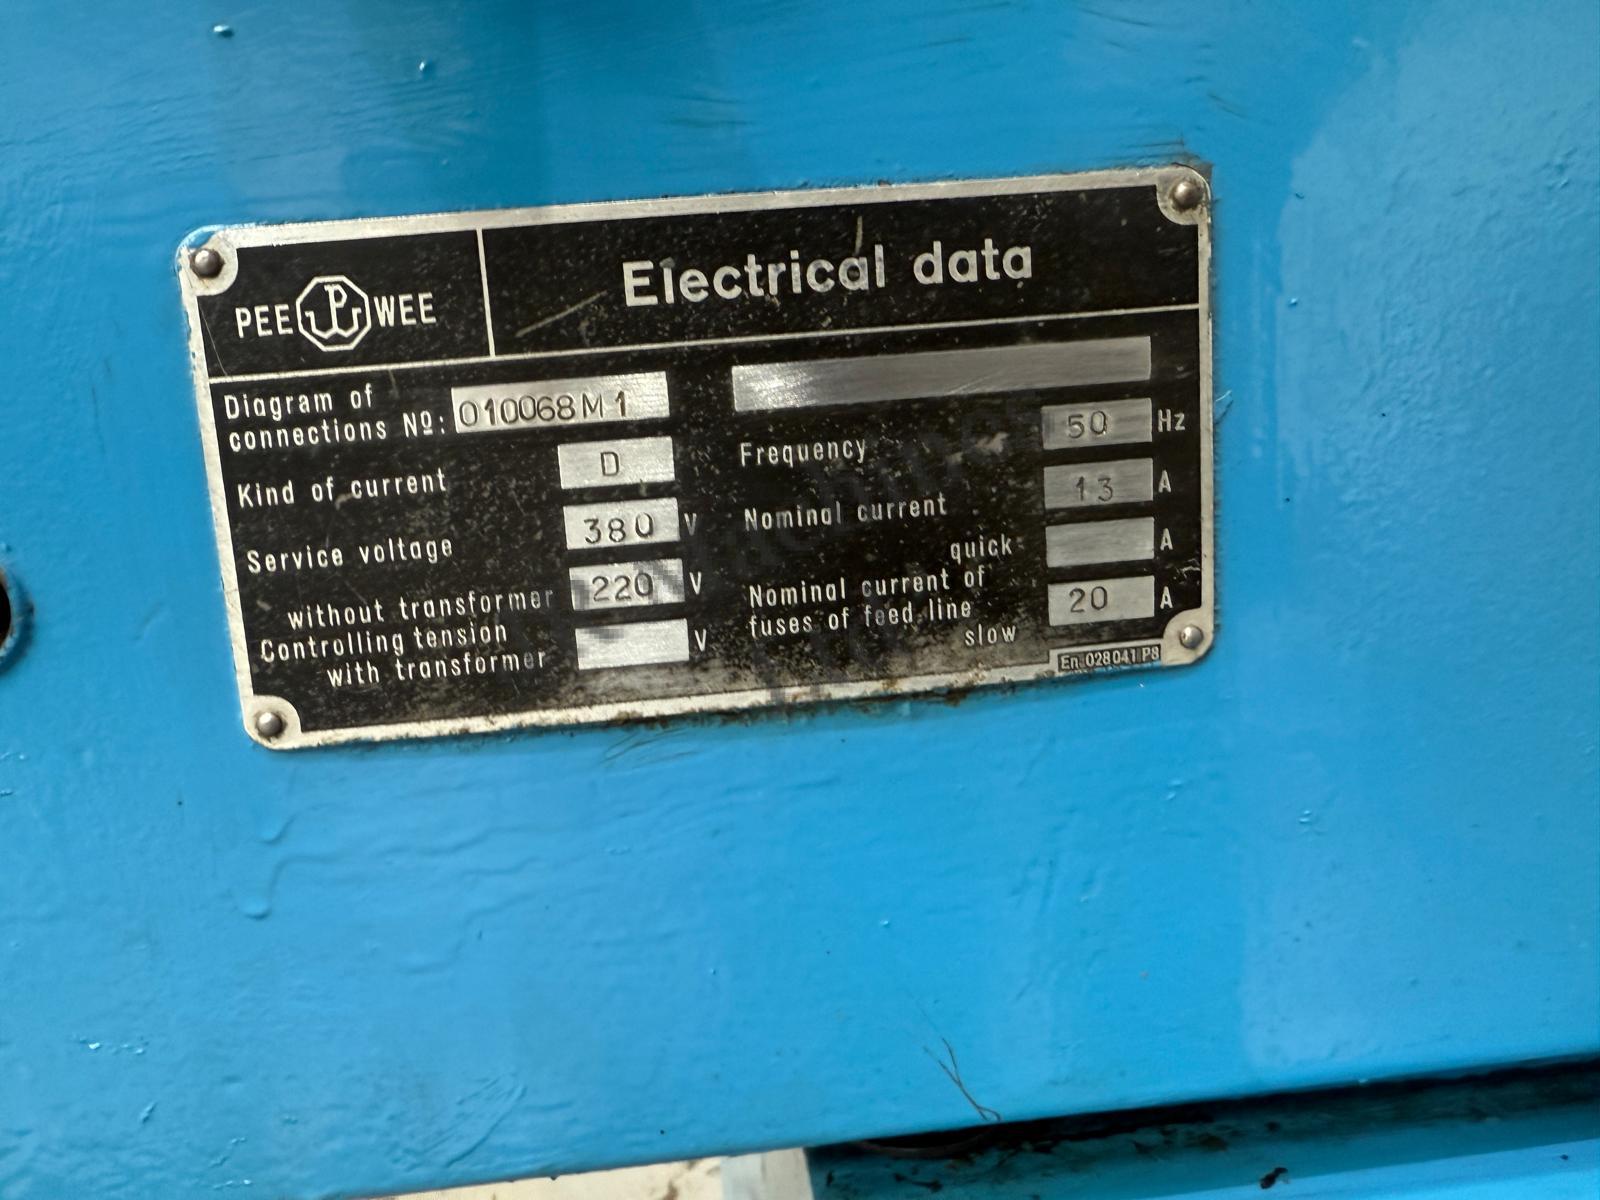 PEE PW WEE
Electrical data
Diagram of
connections Nº: 010068M1
Kind of current D
Service voltage 380 V
without transformer 220 V
Controlling tension
with transformer V
Frequency 50 Hz
Nominal current 13 A
quick A
Nominal current of
fuses of feed line
slow 20 A
En. 028041 P8